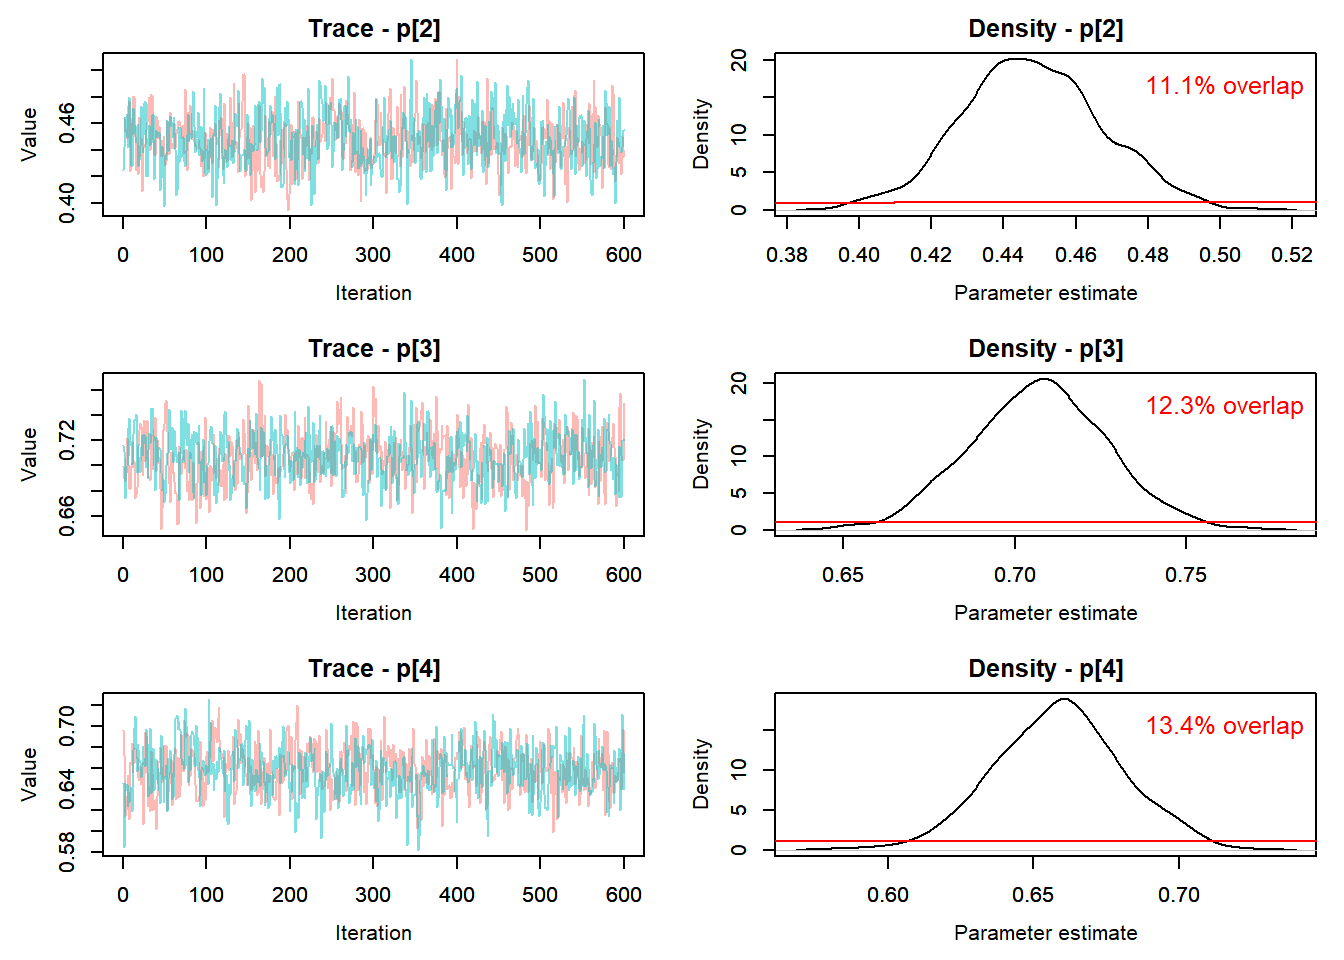 Trace - p[2]
Value
0.46
0.40
0 100 200 300 400 500 600
Iteration
Density - p[2]
11.1% overlap
Density
20
10
5
0
0.38 0.40 0.42 0.44 0.46 0.48 0.50 0.52
Parameter estimate
Trace - p[3]
Value
0.72
0.66
0 100 200 300 400 500 600
Iteration
Density - p[3]
12.3% overlap
Density
20
10
5
0
0.65 0.70 0.75
Parameter estimate
Trace - p[4]
Value
0.70
0.64
0.58
0 100 200 300 400 500 600
Iteration
Density - p[4]
13.4% overlap
Density
10
5
0
0.60 0.65 0.70
Parameter estimate